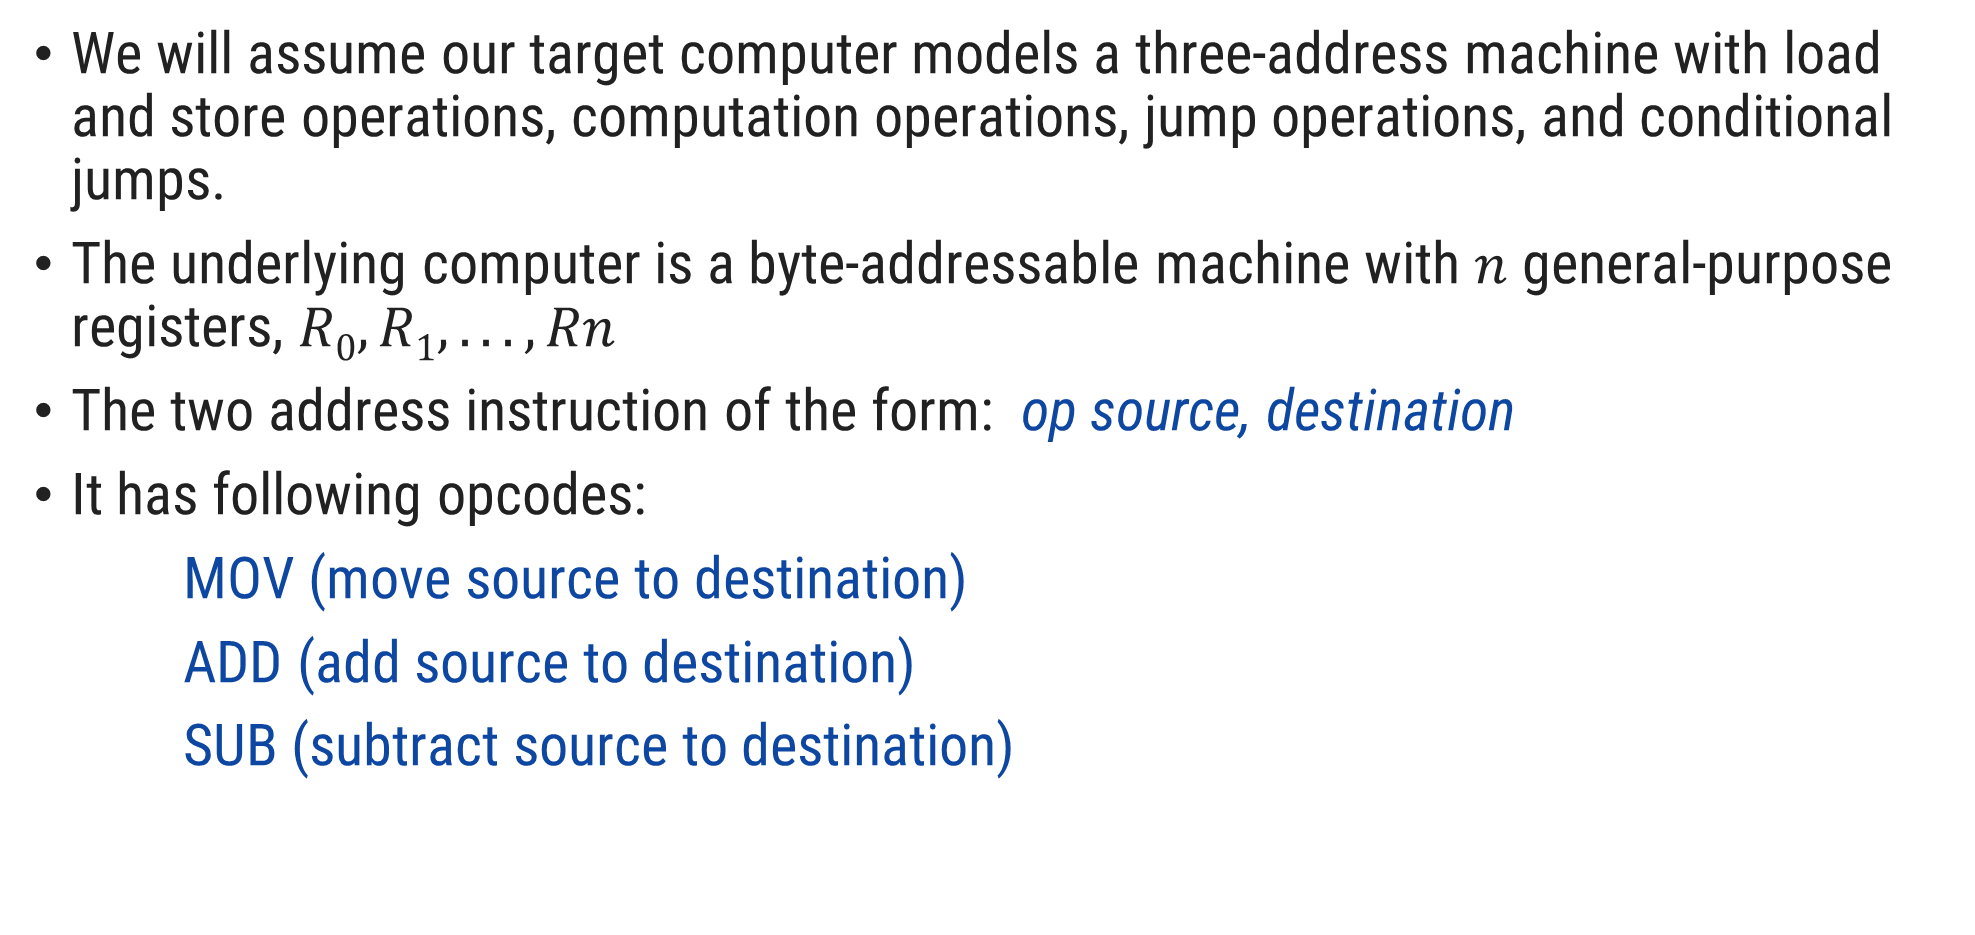 • We will assume our target computer models a three-address machine with load
and store operations, computation operations, jump operations, and conditional
jumps.
• The underlying computer is a byte-addressable machine with n general-purpose
registers, R₀, R₁, . . . , Rn
• The two address instruction of the form: op source, destination
• It has following opcodes:
MOV (move source to destination)
ADD (add source to destination)
SUB (subtract source to destination)